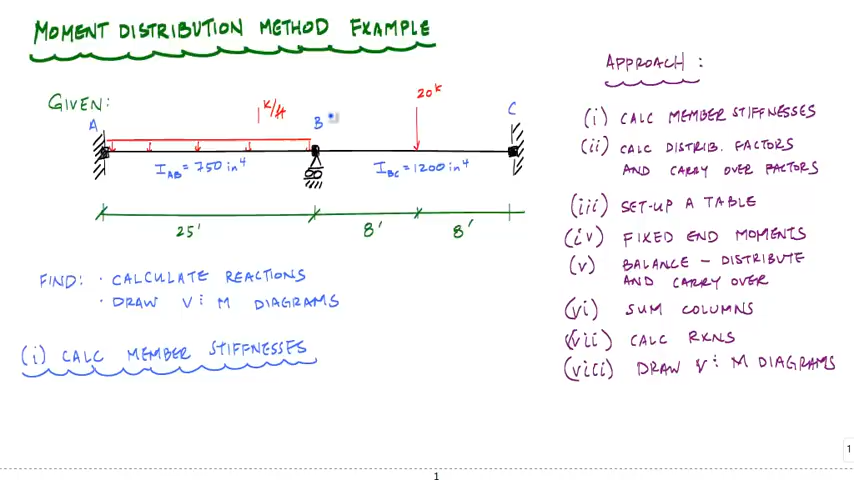 MOMENT DISTRIBUTION METHOD EXAMPLE
GIVEN:
1 K/ft
20K
A
B
C
I_AB = 750 in⁴
I_BC = 1200 in⁴
25'
8'
8'
FIND: · CALCULATE REACTIONS
· DRAW V & M DIAGRAMS
(i) CALC MEMBER STIFFNESSES
APPROACH:
(i) CALC MEMBER STIFFNESSES
(ii) CALC DISTRIB. FACTORS
AND CARRY OVER FACTORS
(iii) SET-UP A TABLE
(iv) FIXED END MOMENTS
(v) BALANCE – DISTRIBUTE
AND CARRY OVER
(vi) SUM COLUMNS
(vii) CALC RXNS
(viii) DRAW V & M DIAGRAMS
1
1